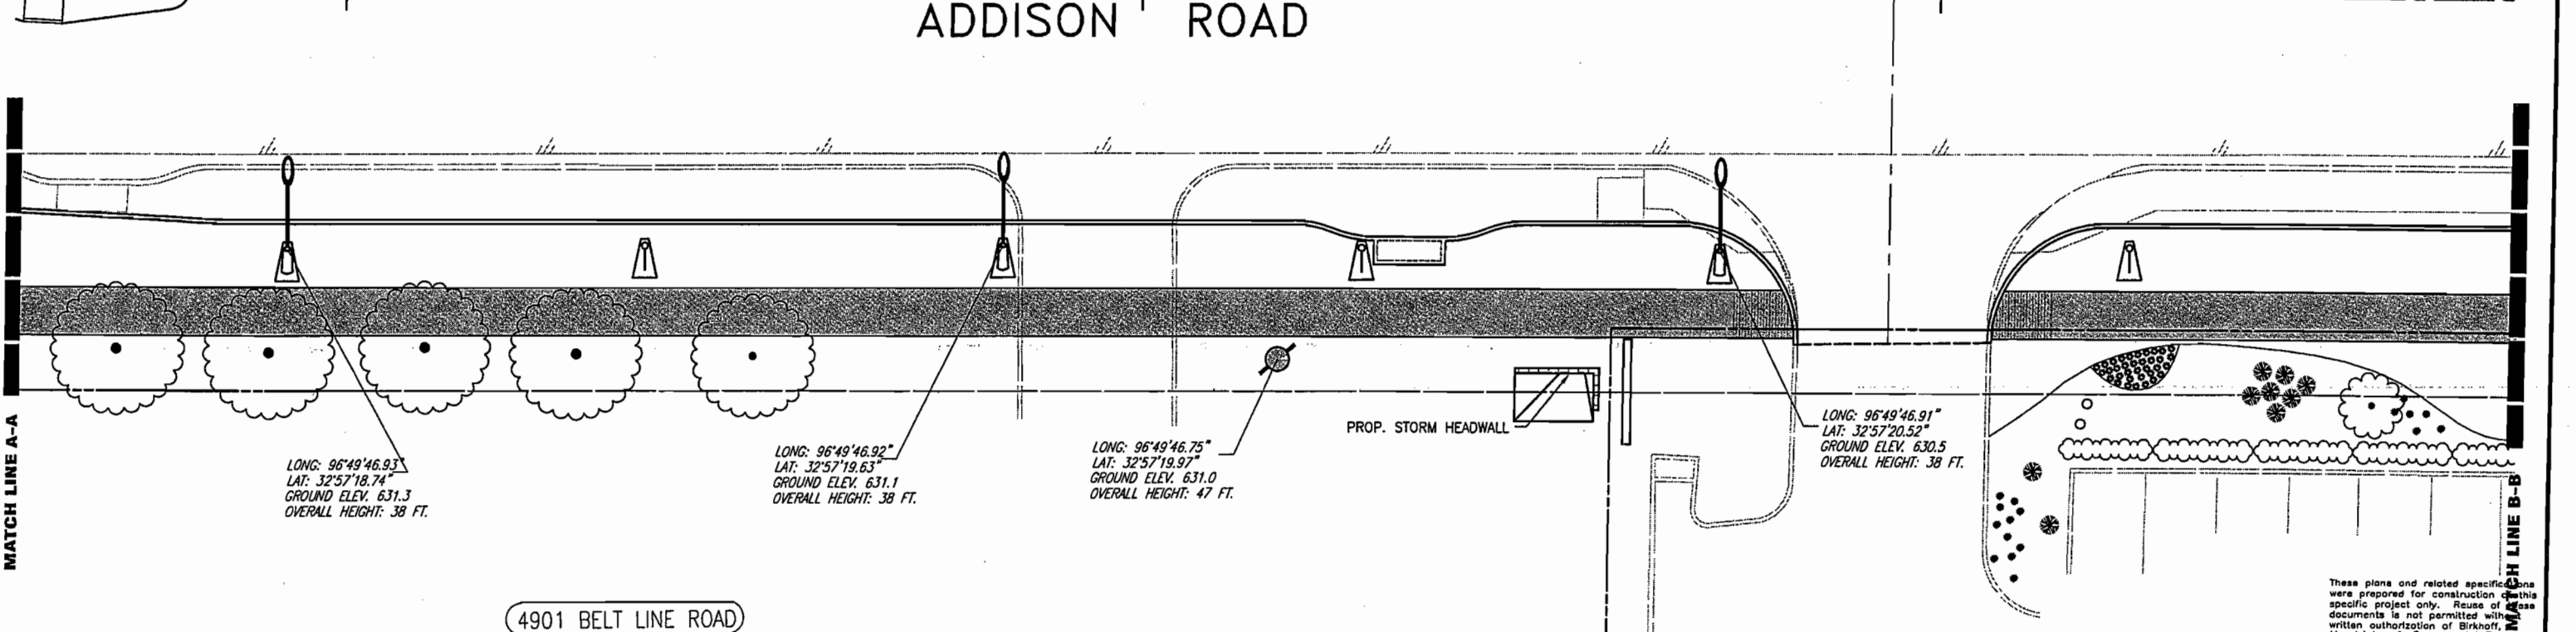 ADDISON ROAD
MATCH LINE A-A
LONG: 96°49'46.93"
LAT: 32°57'18.74"
GROUND ELEV. 631.3
OVERALL HEIGHT: 38 FT.
LONG: 96°49'46.92"
LAT: 32°57'19.63"
GROUND ELEV. 631.1
OVERALL HEIGHT: 38 FT.
LONG: 96°49'46.75"
LAT: 32°57'19.97"
GROUND ELEV. 631.0
OVERALL HEIGHT: 47 FT.
PROP. STORM HEADWALL
LONG: 96°49'46.91"
LAT: 32°57'20.52"
GROUND ELEV. 630.5
OVERALL HEIGHT: 38 FT.
MATCH LINE B-B
4901 BELT LINE ROAD
These plans and related specifications
were prepared for construction of this
specific project only. Reuse of these
documents is not permitted without
written authorization of Birkhoff,